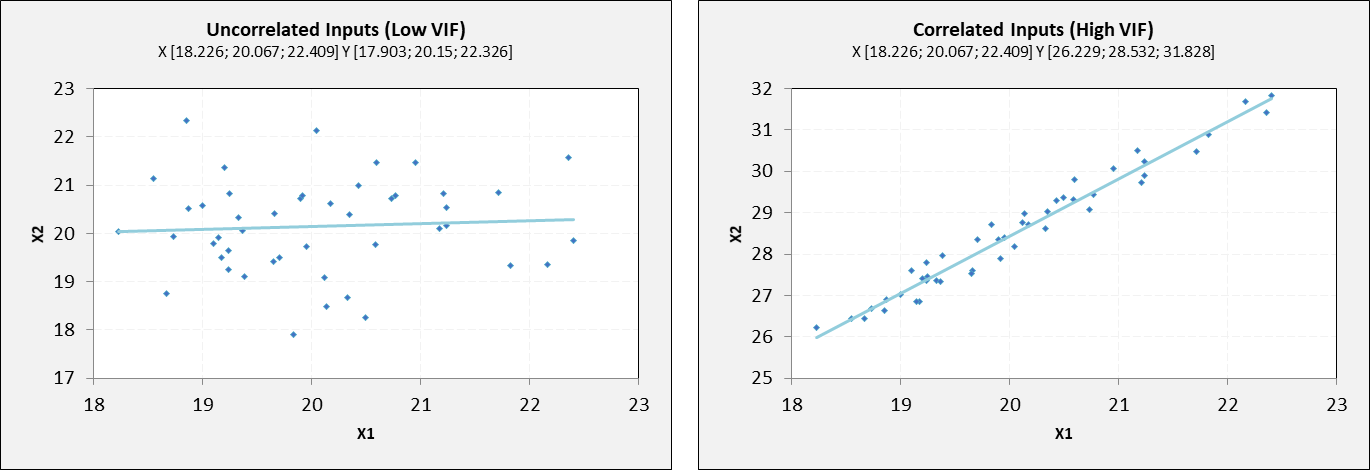 Uncorrelated Inputs (Low VIF)
X [18.226; 20.067; 22.409] Y [17.903; 20.15; 22.326]
23
22
21
20
19
18
17
X2
18 19 20 21 22 23
X1
Correlated Inputs (High VIF)
X [18.226; 20.067; 22.409] Y [26.229; 28.532; 31.828]
32
31
30
29
28
27
26
25
X2
18 19 20 21 22 23
X1